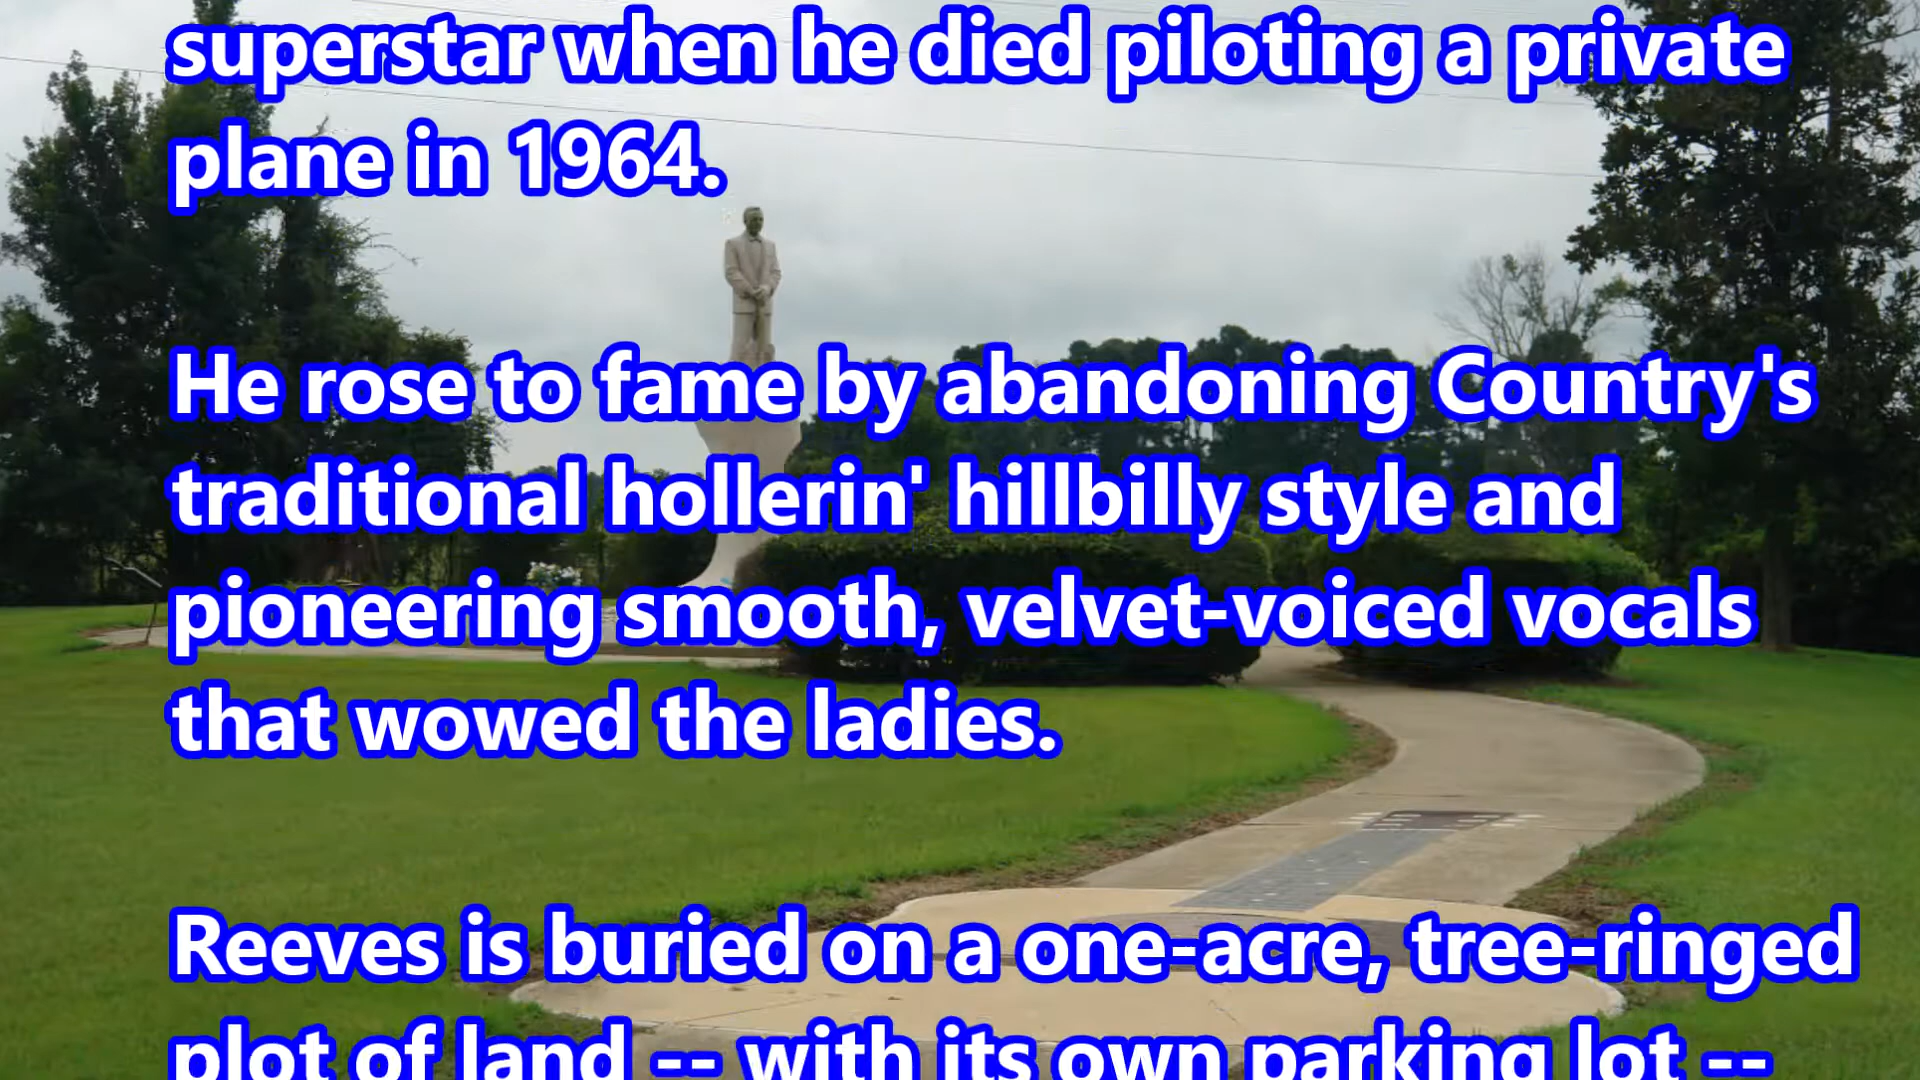 superstar when he died piloting a private
plane in 1964.
He rose to fame by abandoning Country's
traditional hollerin' hillbilly style and
pioneering smooth, velvet-voiced vocals
that wowed the ladies.
Reeves is buried on a one-acre, tree-ringed
plot of land -- with its own parking lot --